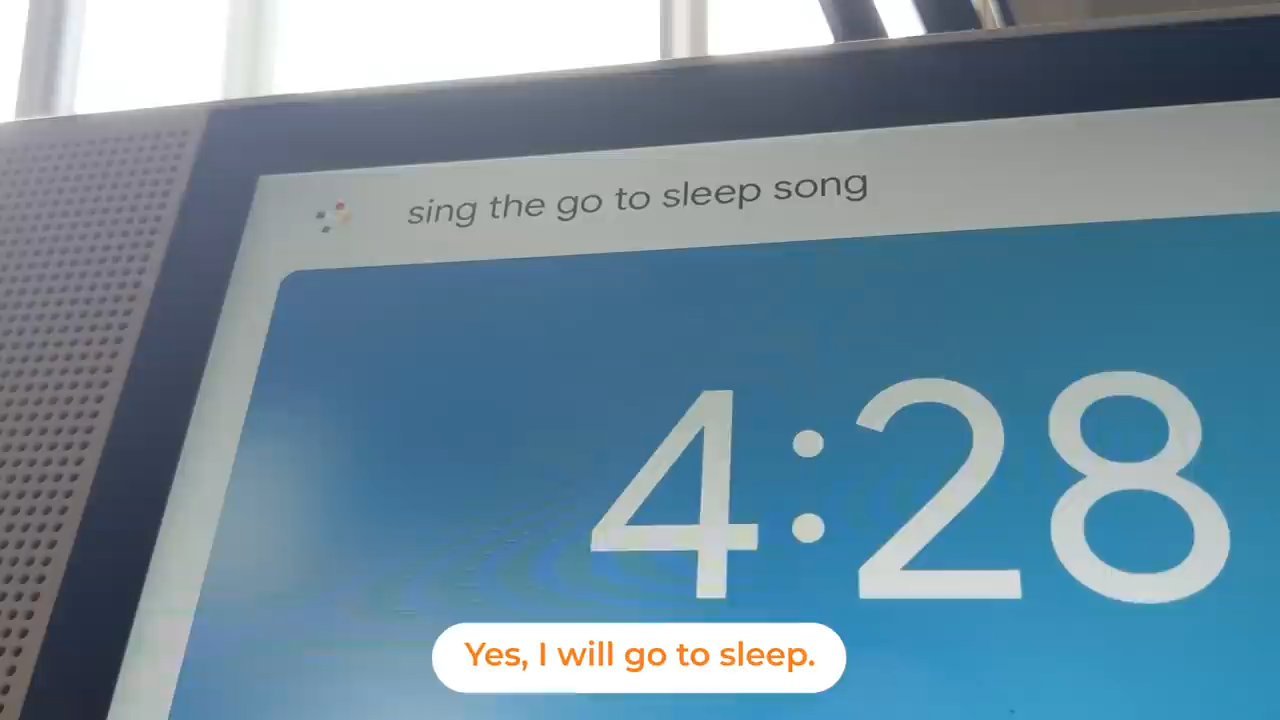 sing the go to sleep song
4:28
Yes, I will go to sleep.